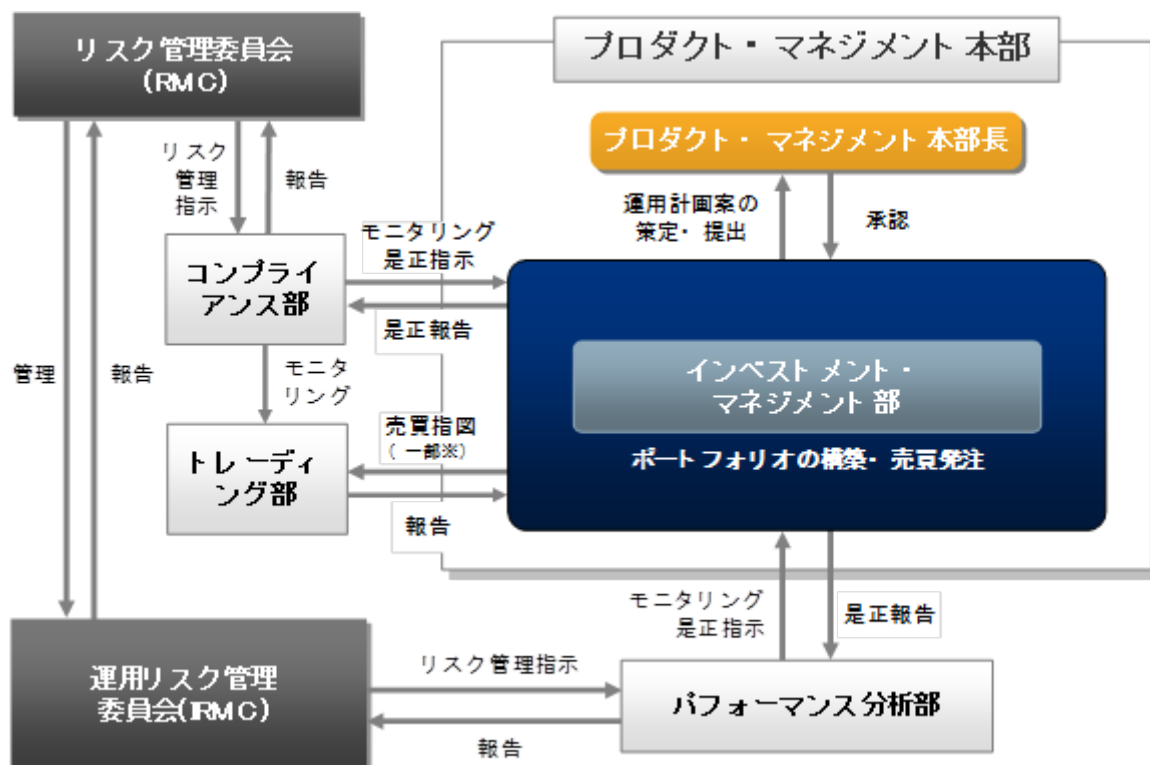 リスク管理委員会
(RMC)
プロダクト・マネジメント本部
プロダクト・マネジメント本部長
リスク
管理
指示
報告
運用計画案の
策定・提出
承認
モニタリング
是正指示
コンプライ
アンス部
是正報告
インベストメント・
マネジメント部
管理
報告
モニタ
リング
売買指図
(一部※)
トレーディ
ング部
ポートフォリオの構築・売買発注
報告
モニタリング
是正指示
是正報告
運用リスク管理
委員会(IRMC)
リスク管理指示
パフォーマンス分析部
報告